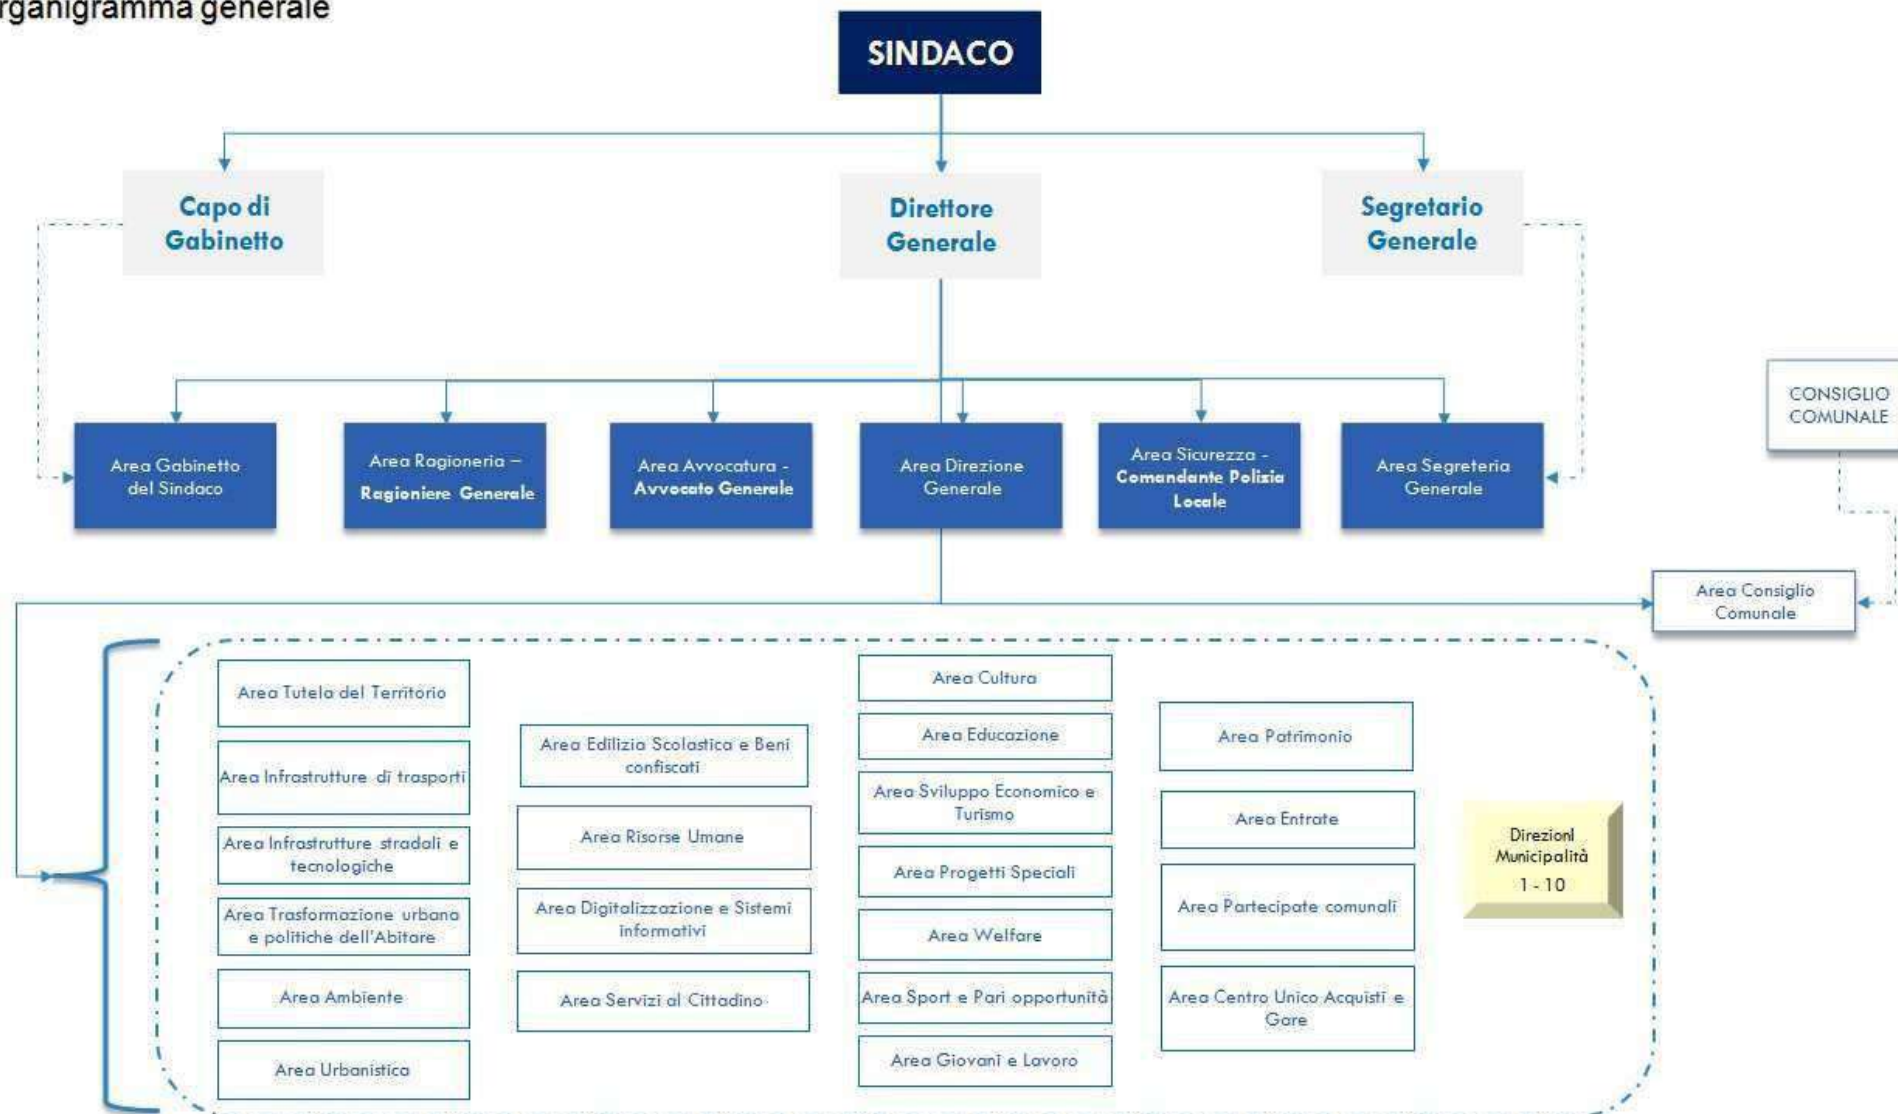 rganigramma generale
SINDACO
Capo di
Gabinetto
Direttore
Generale
Segretario
Generale
CONSIGLIO
COMUNALE
Area Gabinetto
del Sindaco
Area Ragioneria –
Ragioniere Generale
Area Avvocatura -
Avvocato Generale
Area Direzione
Generale
Area Sicurezza -
Comandante Polizia
Locale
Area Segreteria
Generale
Area Consiglio
Comunale
Area Tutela del Territorio
Area Infrastrutture di trasporti
Area Infrastrutture stradali e
tecnologiche
Area Trasformazione urbana
e politiche dell'Abitare
Area Ambiente
Area Urbanistica
Area Edilizia Scolastica e Beni
confiscati
Area Risorse Umane
Area Digitalizzazione e Sistemi
informativi
Area Servizi al Cittadino
Area Cultura
Area Educazione
Area Sviluppo Economico e
Turismo
Area Progetti Speciali
Area Welfare
Area Sport e Pari opportunità
Area Giovani e Lavoro
Area Patrimonio
Area Entrate
Area Partecipate comunali
Area Centro Unico Acquisti e
Gare
Direzioni
Municipalità
1 - 10